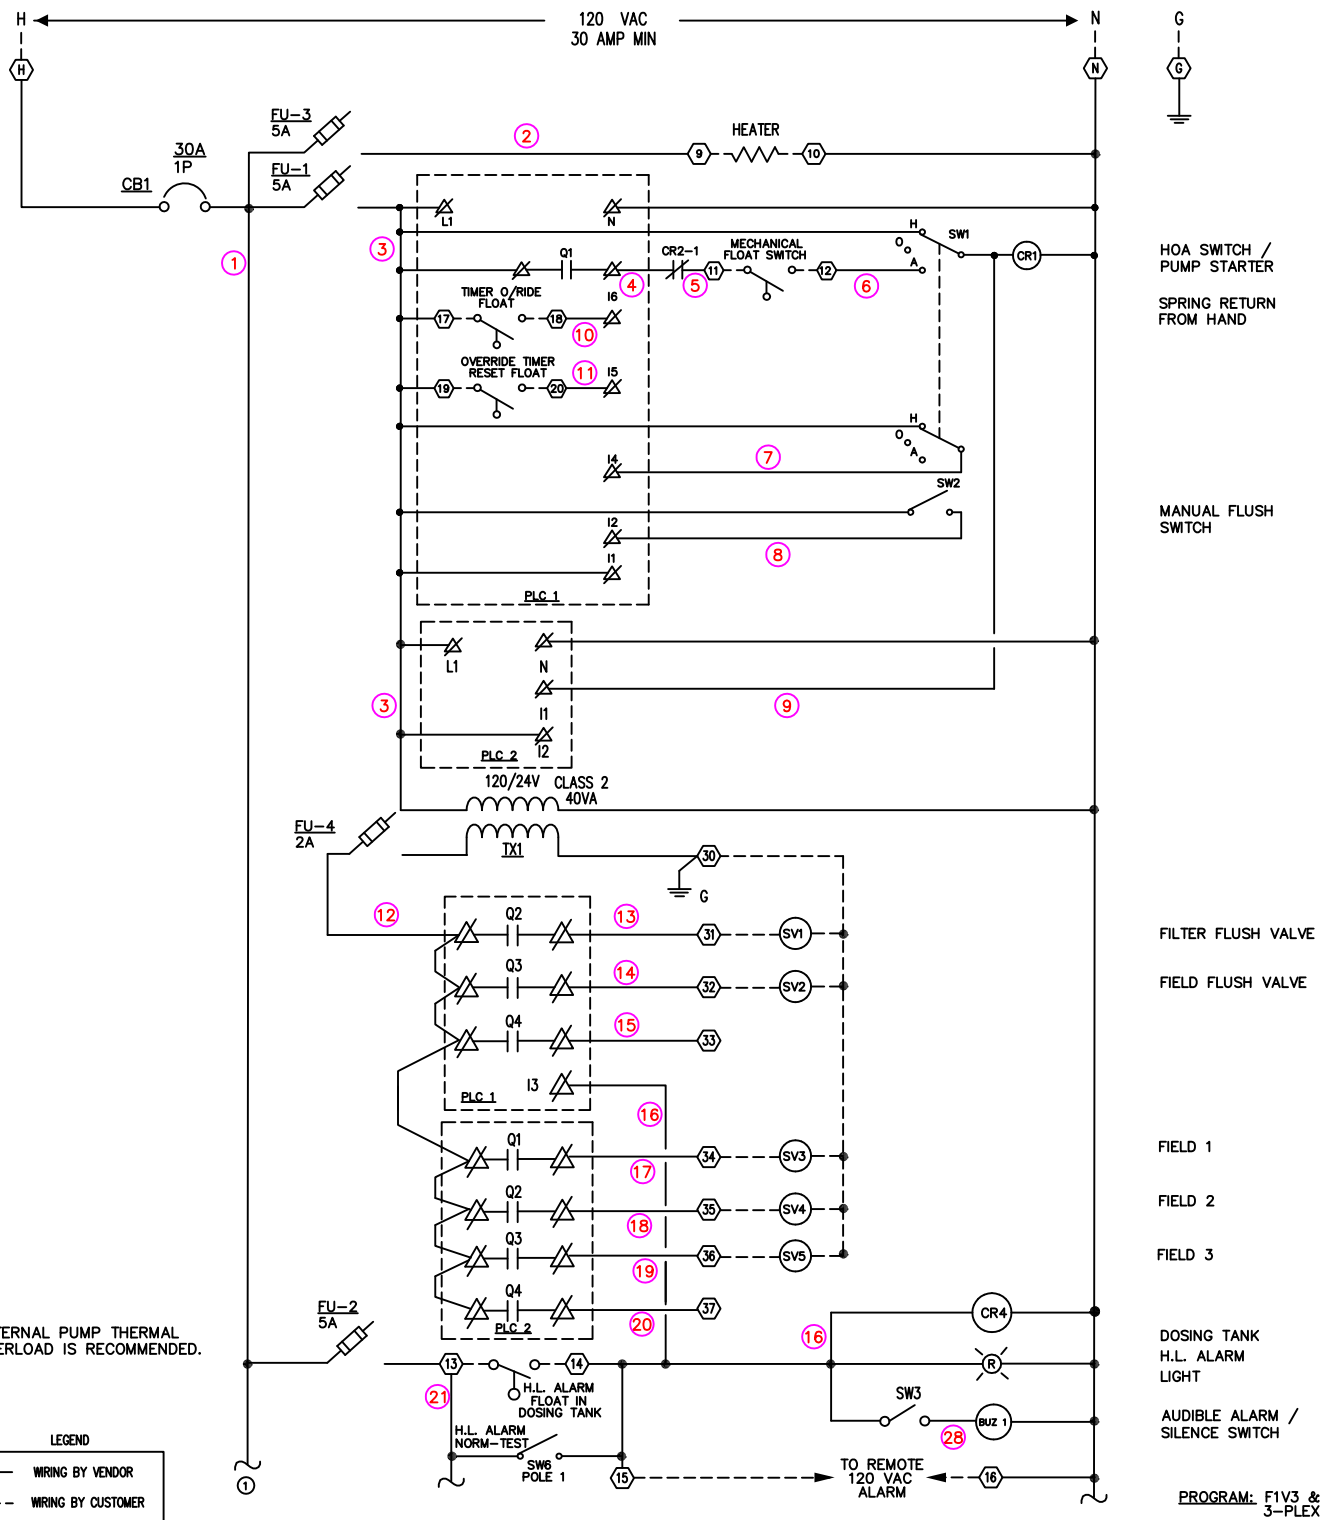 H
120 VAC
30 AMP MIN
N
G
H
N
G
FU-3
5A
2
HEATER
9
10
30A
1P
FU-1
5A
CB1
L1
N
1
3
H
O
A
SW1
CR1
HOA SWITCH /
PUMP STARTER
Q1
CR2-1
MECHANICAL
FLOAT SWITCH
4
5
11
12
6
SPRING RETURN
FROM HAND
TIMER O/RIDE
FLOAT
I6
17
18
10
OVERRIDE TIMER
RESET FLOAT
11
I5
19
20
H
O
A
I4
7
SW2
MANUAL FLUSH
SWITCH
I2
8
I1
PLC 1
L1
N
3
I1
9
I2
PLC 2
120/24V CLASS 2
40VA
FU-4
2A
TX1
30
G
12
Q2
13
31
SV1
FILTER FLUSH VALVE
Q3
14
32
SV2
FIELD FLUSH VALVE
Q4
15
33
I3
PLC 1
16
Q1
17
34
SV3
FIELD 1
Q2
18
35
SV4
FIELD 2
Q3
19
36
SV5
FIELD 3
Q4
20
37
PLC 2
FU-2
5A
CR4
TERNAL PUMP THERMAL
ERLOAD IS RECOMMENDED.
16
DOSING TANK
H.L. ALARM
LIGHT
13
14
R
21
H.L. ALARM
FLOAT IN
DOSING TANK
SW3
28
BUZ 1
AUDIBLE ALARM /
SILENCE SWITCH
H.L. ALARM
NORM-TEST
SW6
POLE 1
15
TO REMOTE
120 VAC
ALARM
16
1
LEGEND
WIRING BY VENDOR
WIRING BY CUSTOMER
PROGRAM: F1V3 &
3-PLEX